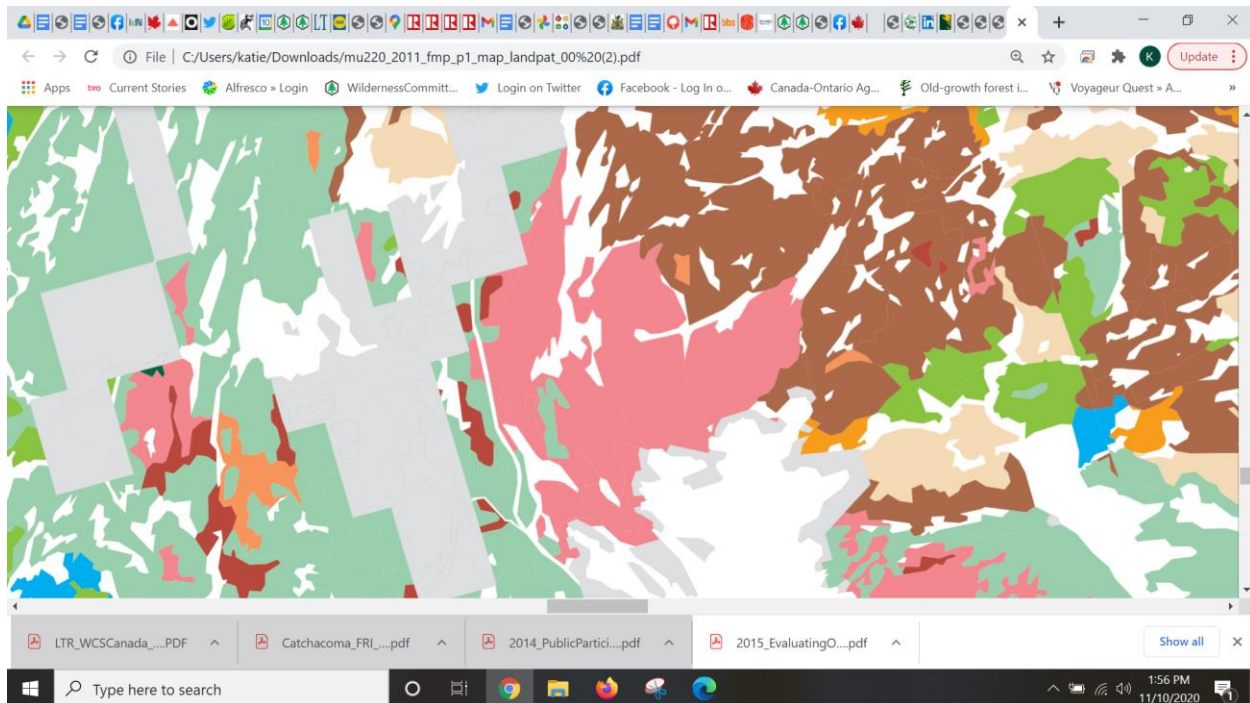 File | C:/Users/katie/Downloads/mu220_2011_fmp_p1_map_landpat_00%20(2).pdf
K
Update
Apps
Current Stories
Alfresco » Login
WildernessCommitt...
Login on Twitter
Facebook - Log In o...
Canada-Ontario Ag...
Old-growth forest i...
Voyageur Quest » A...
»
LTR_WCSCanada_....PDF
Catchacoma_FRI_....pdf
2014_PublicPartici....pdf
2015_EvaluatingO....pdf
Show all
Type here to search
1:56 PM
11/10/2020
1